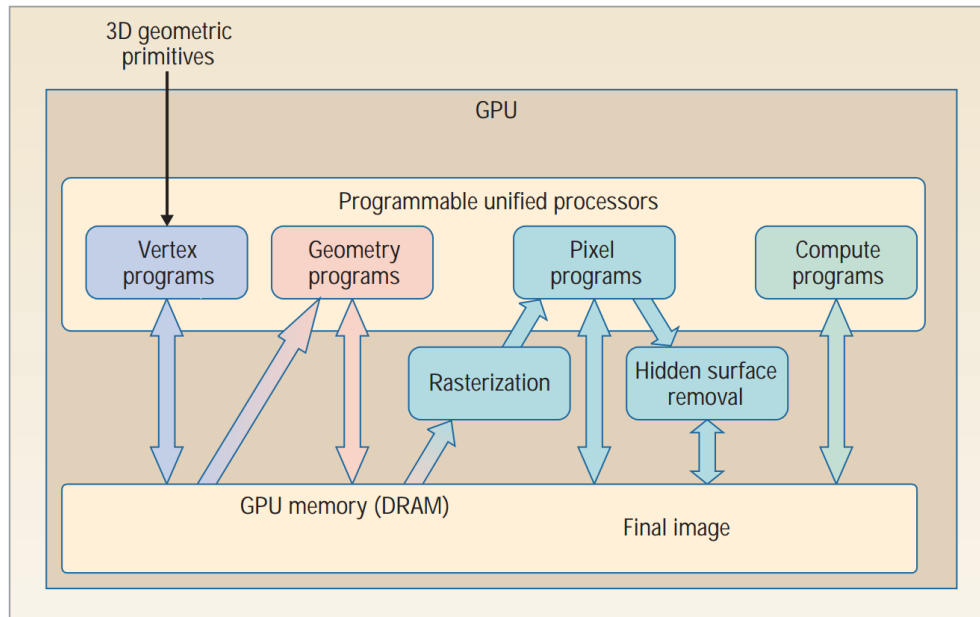 3D geometric
primitives
GPU
Programmable unified processors
Vertex
programs
Geometry
programs
Pixel
programs
Compute
programs
Rasterization
Hidden surface
removal
GPU memory (DRAM)
Final image